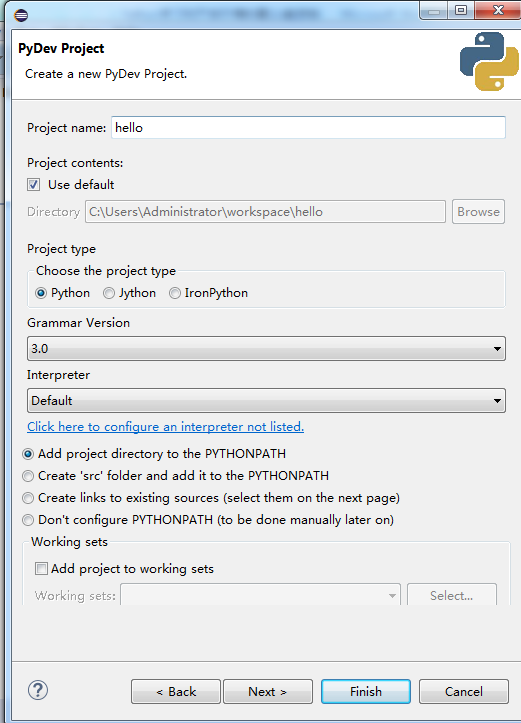 PyDev Project
Create a new PyDev Project.
Project name: hello
Project contents:
Use default
Directory C:\Users\Administrator\workspace\hello Browse
Project type
Choose the project type
Python Jython IronPython
Grammar Version
3.0
Interpreter
Default
Click here to configure an interpreter not listed.
Add project directory to the PYTHONPATH
Create 'src' folder and add it to the PYTHONPATH
Create links to existing sources (select them on the next page)
Don't configure PYTHONPATH (to be done manually later on)
Working sets
Add project to working sets
Working sets: Select...
? < Back Next > Finish Cancel